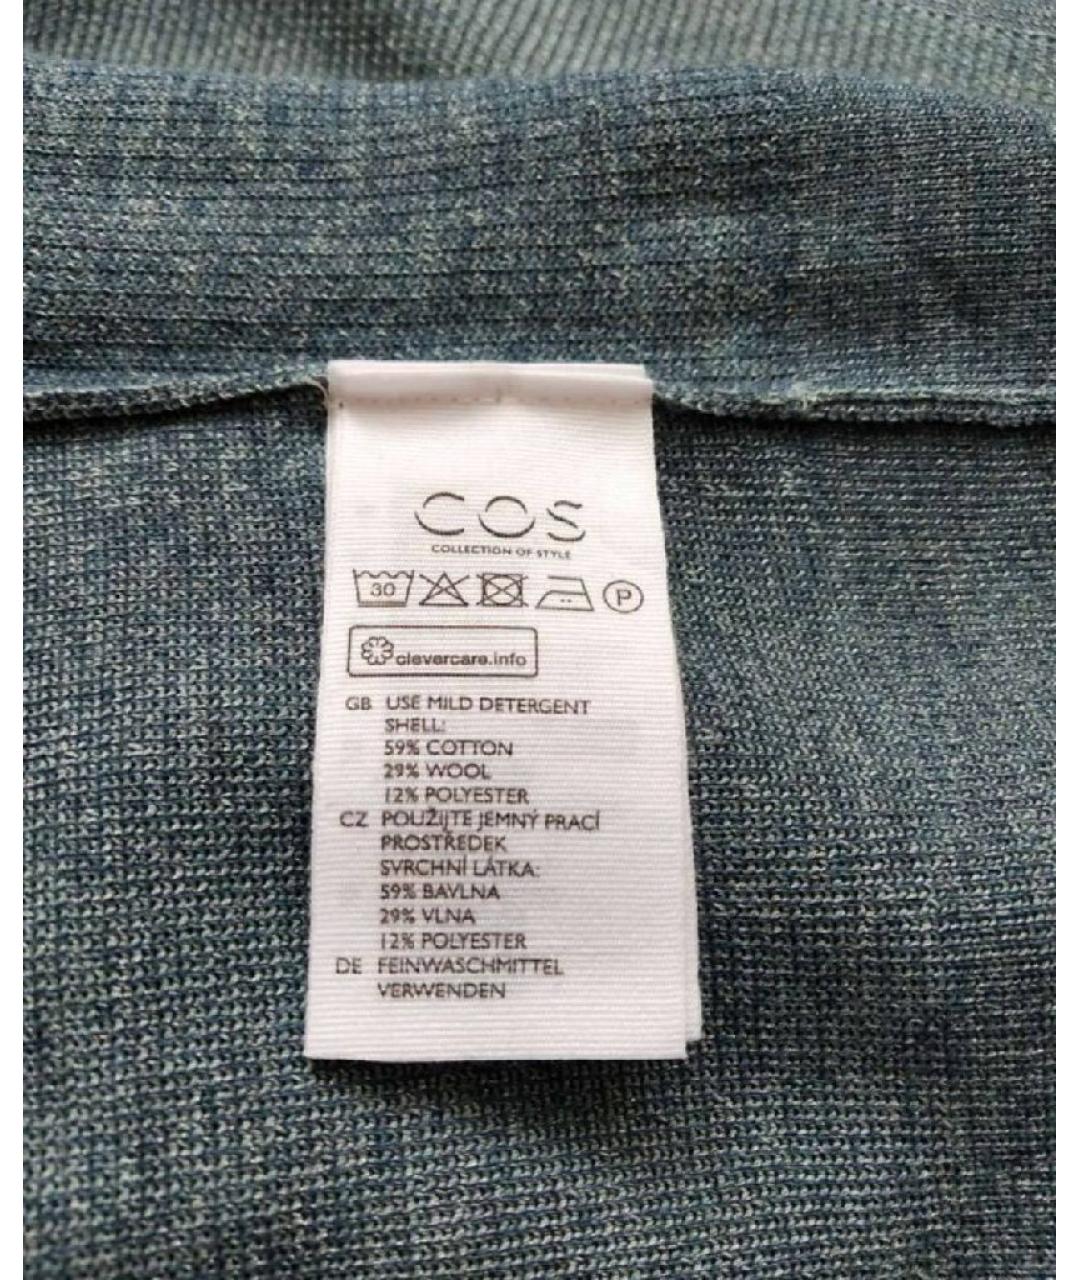 COS
COLLECTION OF STYLE
30 P
clevercare.info
GB USE MILD DETERGENT
SHELL:
59% COTTON
29% WOOL
12% POLYESTER
CZ POUŽIJTE JEMNÝ PRACÍ
PROSTŘEDEK
SVRCHNÍ LÁTKA:
59% BAVLNA
29% VLNA
12% POLYESTER
DE FEINWASCHMITTEL
VERWENDEN